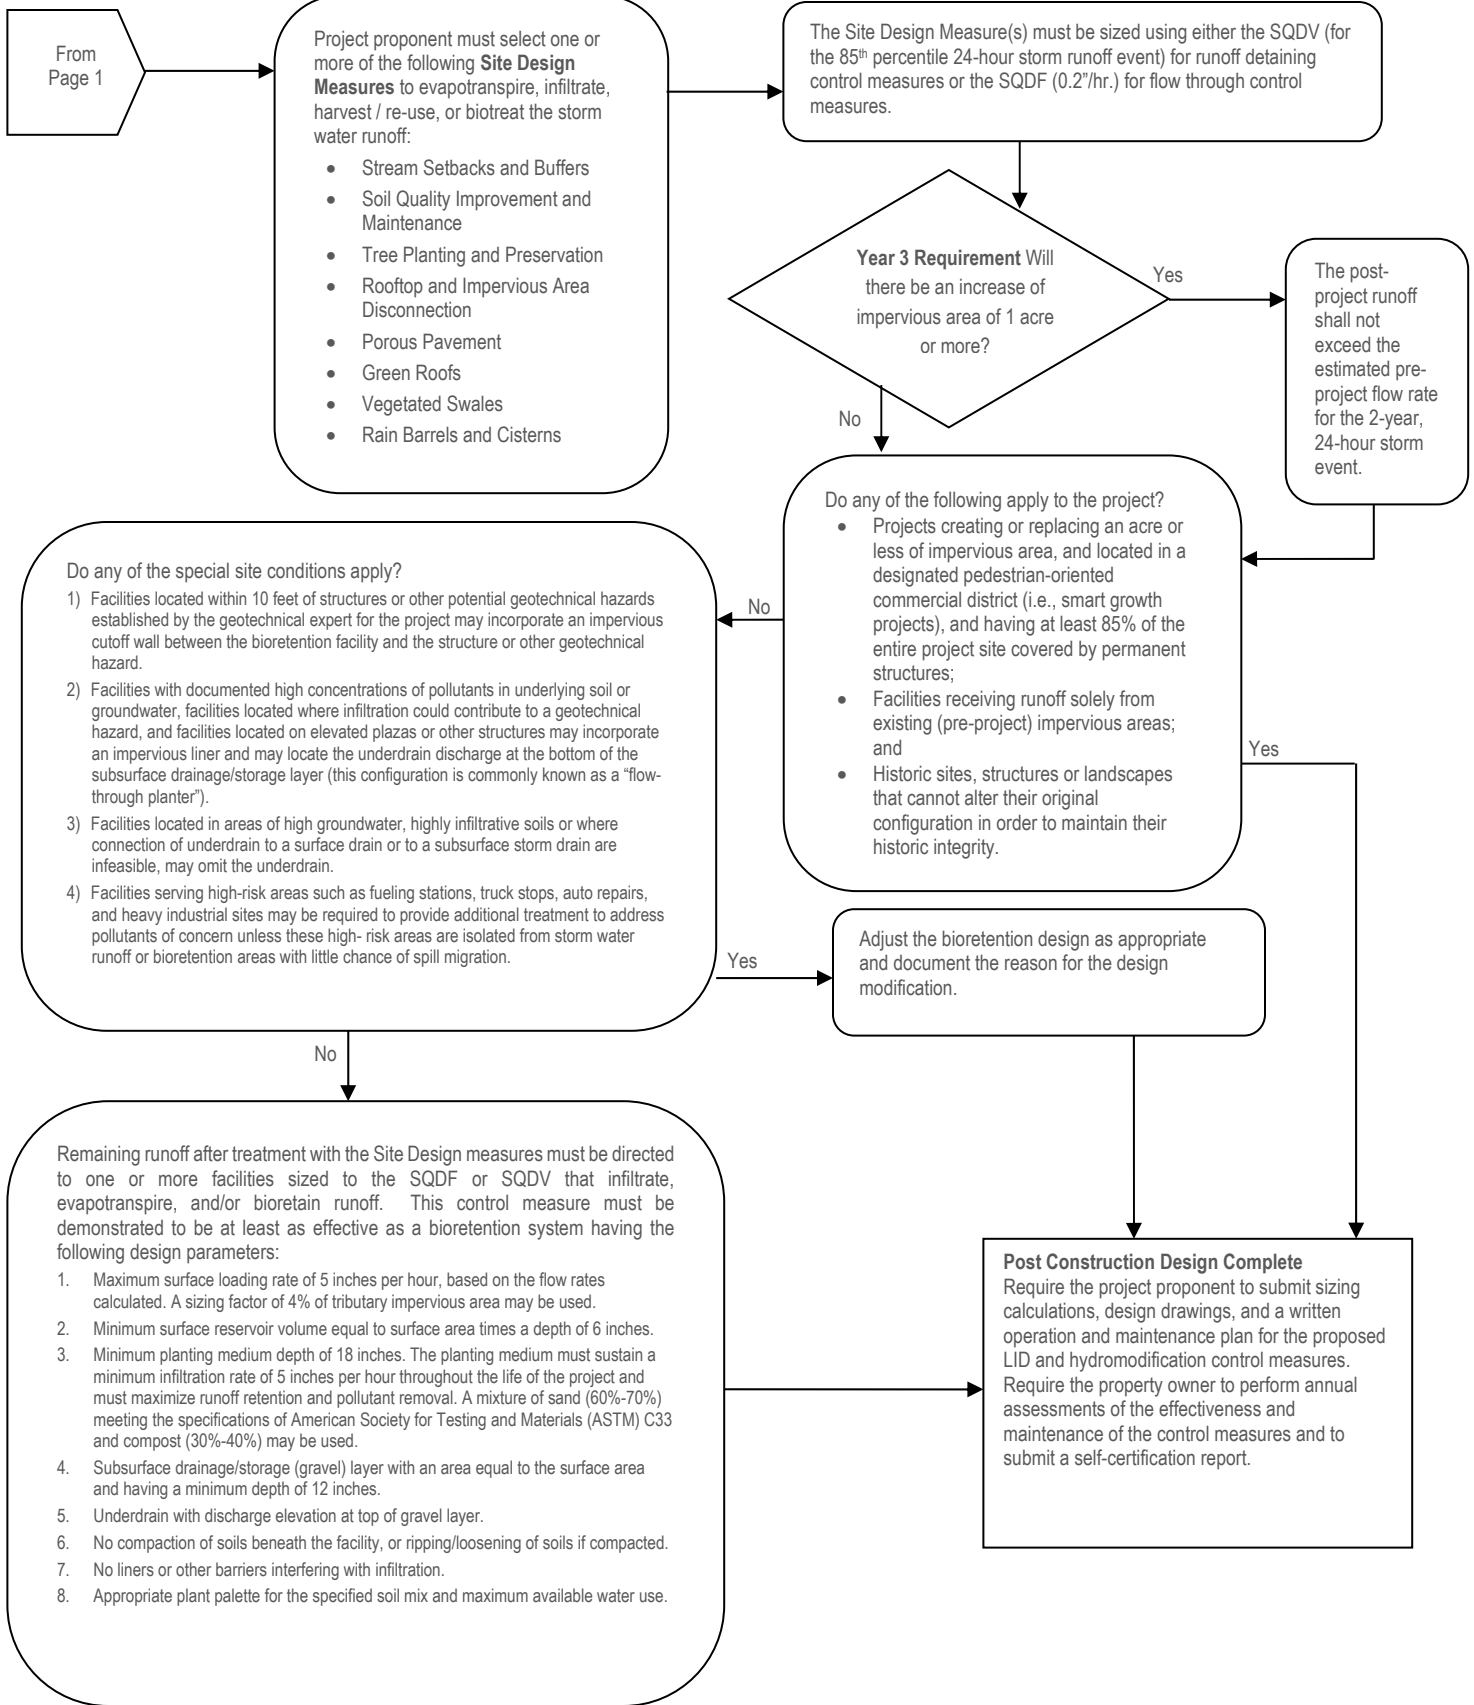 From
Page 1
Project proponent must select one or
more of the following Site Design
Measures to evapotranspire, infiltrate,
harvest / re-use, or biotreat the storm
water runoff:
• Stream Setbacks and Buffers
• Soil Quality Improvement and
Maintenance
• Tree Planting and Preservation
• Rooftop and Impervious Area
Disconnection
• Porous Pavement
• Green Roofs
• Vegetated Swales
• Rain Barrels and Cisterns
The Site Design Measure(s) must be sized using either the SQDV (for
the 85th percentile 24-hour storm runoff event) for runoff detaining
control measures or the SQDF (0.2”/hr.) for flow through control
measures.
Year 3 Requirement Will
there be an increase of
impervious area of 1 acre
or more?
Yes
The post-
project runoff
shall not
exceed the
estimated pre-
project flow rate
for the 2-year,
24-hour storm
event.
No
Do any of the following apply to the project?
• Projects creating or replacing an acre or
less of impervious area, and located in a
designated pedestrian-oriented
commercial district (i.e., smart growth
projects), and having at least 85% of the
entire project site covered by permanent
structures;
• Facilities receiving runoff solely from
existing (pre-project) impervious areas;
and
• Historic sites, structures or landscapes
that cannot alter their original
configuration in order to maintain their
historic integrity.
No
Yes
Do any of the special site conditions apply?
1) Facilities located within 10 feet of structures or other potential geotechnical hazards
established by the geotechnical expert for the project may incorporate an impervious
cutoff wall between the bioretention facility and the structure or other geotechnical
hazard.
2) Facilities with documented high concentrations of pollutants in underlying soil or
groundwater, facilities located where infiltration could contribute to a geotechnical
hazard, and facilities located on elevated plazas or other structures may incorporate
an impervious liner and may locate the underdrain discharge at the bottom of the
subsurface drainage/storage layer (this configuration is commonly known as a “flow-
through planter”).
3) Facilities located in areas of high groundwater, highly infiltrative soils or where
connection of underdrain to a surface drain or to a subsurface storm drain are
infeasible, may omit the underdrain.
4) Facilities serving high-risk areas such as fueling stations, truck stops, auto repairs,
and heavy industrial sites may be required to provide additional treatment to address
pollutants of concern unless these high- risk areas are isolated from storm water
runoff or bioretention areas with little chance of spill migration.
Yes
Adjust the bioretention design as appropriate
and document the reason for the design
modification.
No
Remaining runoff after treatment with the Site Design measures must be directed
to one or more facilities sized to the SQDF or SQDV that infiltrate,
evapotranspire, and/or bioretain runoff. This control measure must be
demonstrated to be at least as effective as a bioretention system having the
following design parameters:
1. Maximum surface loading rate of 5 inches per hour, based on the flow rates
calculated. A sizing factor of 4% of tributary impervious area may be used.
2. Minimum surface reservoir volume equal to surface area times a depth of 6 inches.
3. Minimum planting medium depth of 18 inches. The planting medium must sustain a
minimum infiltration rate of 5 inches per hour throughout the life of the project and
must maximize runoff retention and pollutant removal. A mixture of sand (60%-70%)
meeting the specifications of American Society for Testing and Materials (ASTM) C33
and compost (30%-40%) may be used.
4. Subsurface drainage/storage (gravel) layer with an area equal to the surface area
and having a minimum depth of 12 inches.
5. Underdrain with discharge elevation at top of gravel layer.
6. No compaction of soils beneath the facility, or ripping/loosening of soils if compacted.
7. No liners or other barriers interfering with infiltration.
8. Appropriate plant palette for the specified soil mix and maximum available water use.
Post Construction Design Complete
Require the project proponent to submit sizing
calculations, design drawings, and a written
operation and maintenance plan for the proposed
LID and hydromodification control measures.
Require the property owner to perform annual
assessments of the effectiveness and
maintenance of the control measures and to
submit a self-certification report.